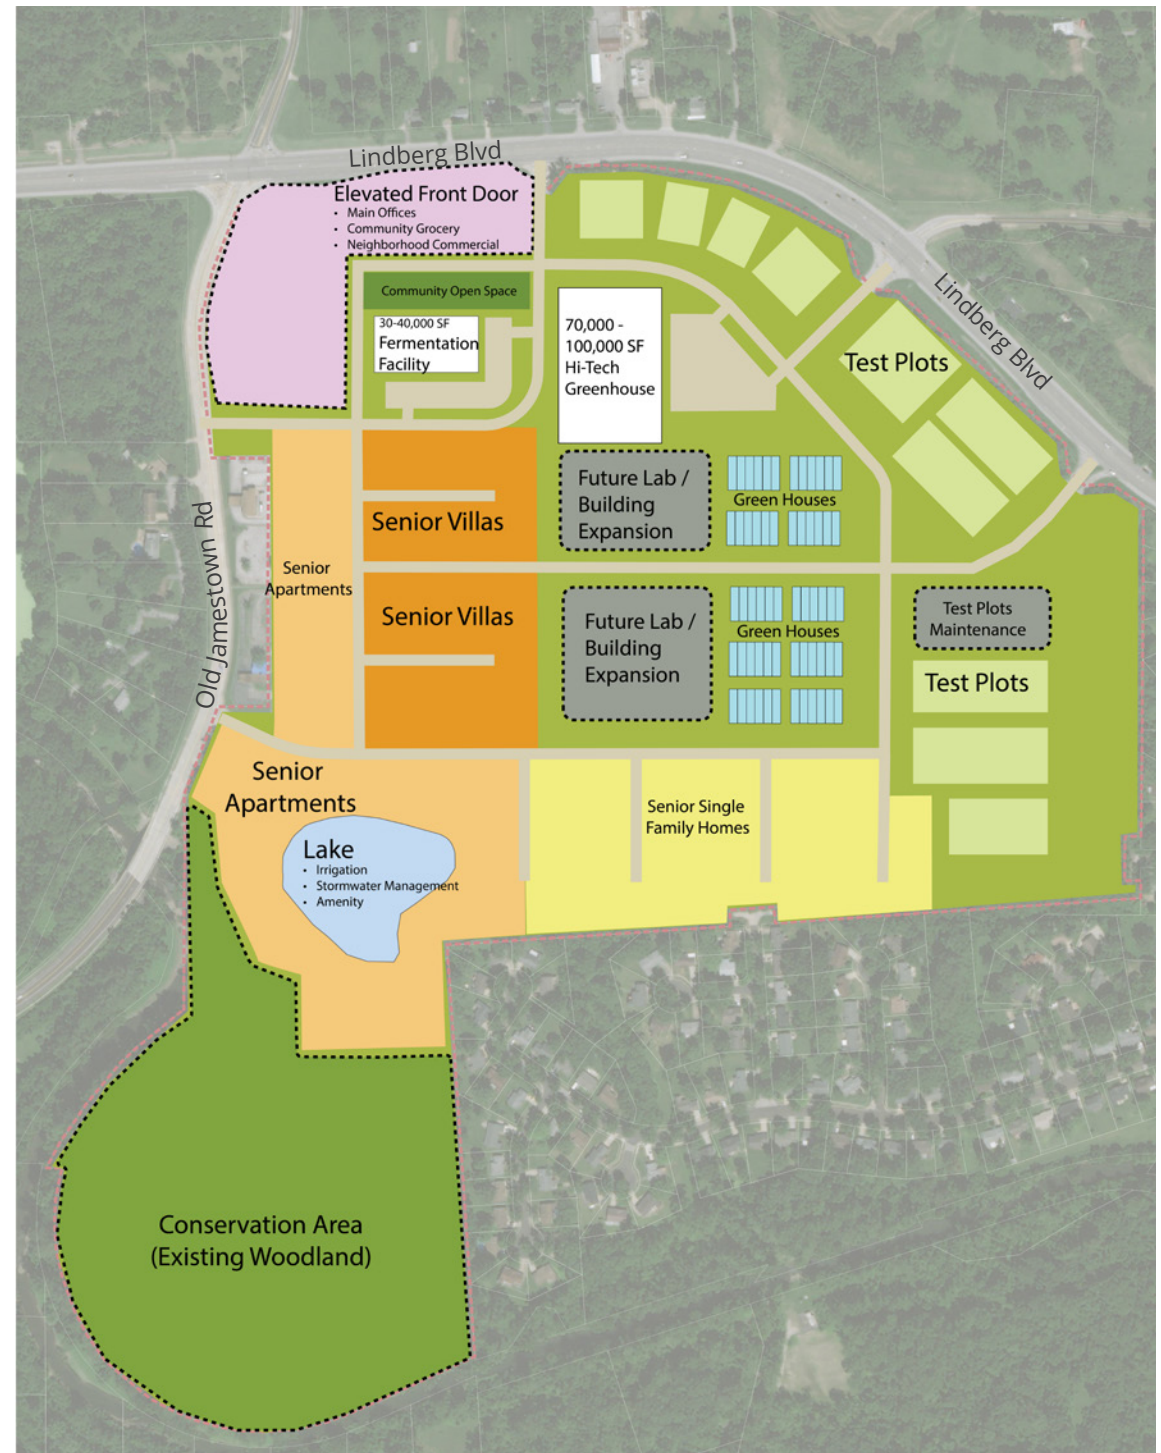 Lindberg Blvd
Elevated Front Door
• Main Offices
• Community Grocery
• Neighborhood Commercial
Community Open Space
30-40,000 SF
Fermentation
Facility
70,000 -
100,000 SF
Hi-Tech
Greenhouse
Lindberg Blvd
Test Plots
Future Lab /
Building
Expansion
Green Houses
Senior Villas
Old Jamestown Rd
Senior
Apartments
Senior Villas
Future Lab /
Building
Expansion
Green Houses
Test Plots
Maintenance
Test Plots
Senior
Apartments
Senior Single
Family Homes
Lake
• Irrigation
• Stormwater Management
• Amenity
Conservation Area
(Existing Woodland)